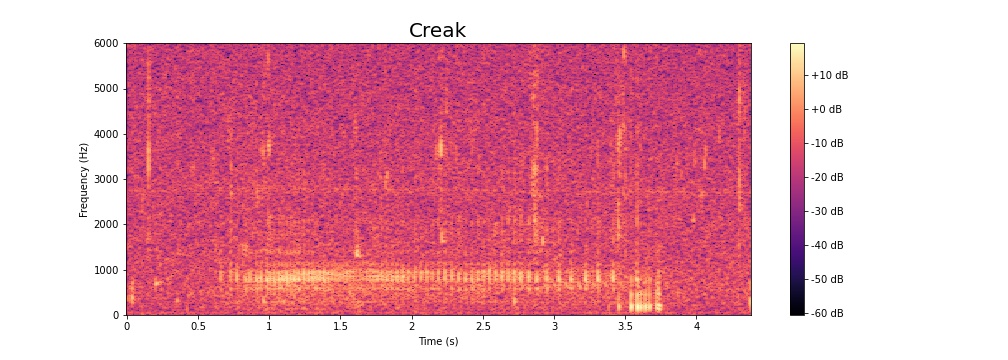 Creak
6000
5000
4000
3000
2000
1000
0
Frequency (Hz)
0
0.5
1
1.5
2
2.5
3
3.5
4
Time (s)
+10 dB
+0 dB
-10 dB
-20 dB
-30 dB
-40 dB
-50 dB
-60 dB